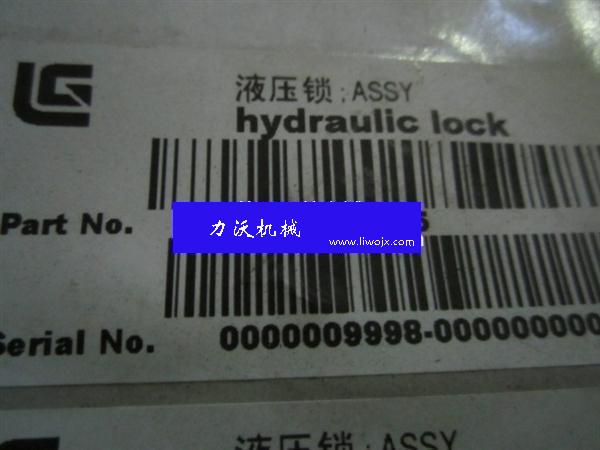 LG
液压锁;ASSY
hydraulic lock
Part No.
力沃机械
www.liwojx.com
Serial No. 0000009998-000000000
液压锁;ASSY